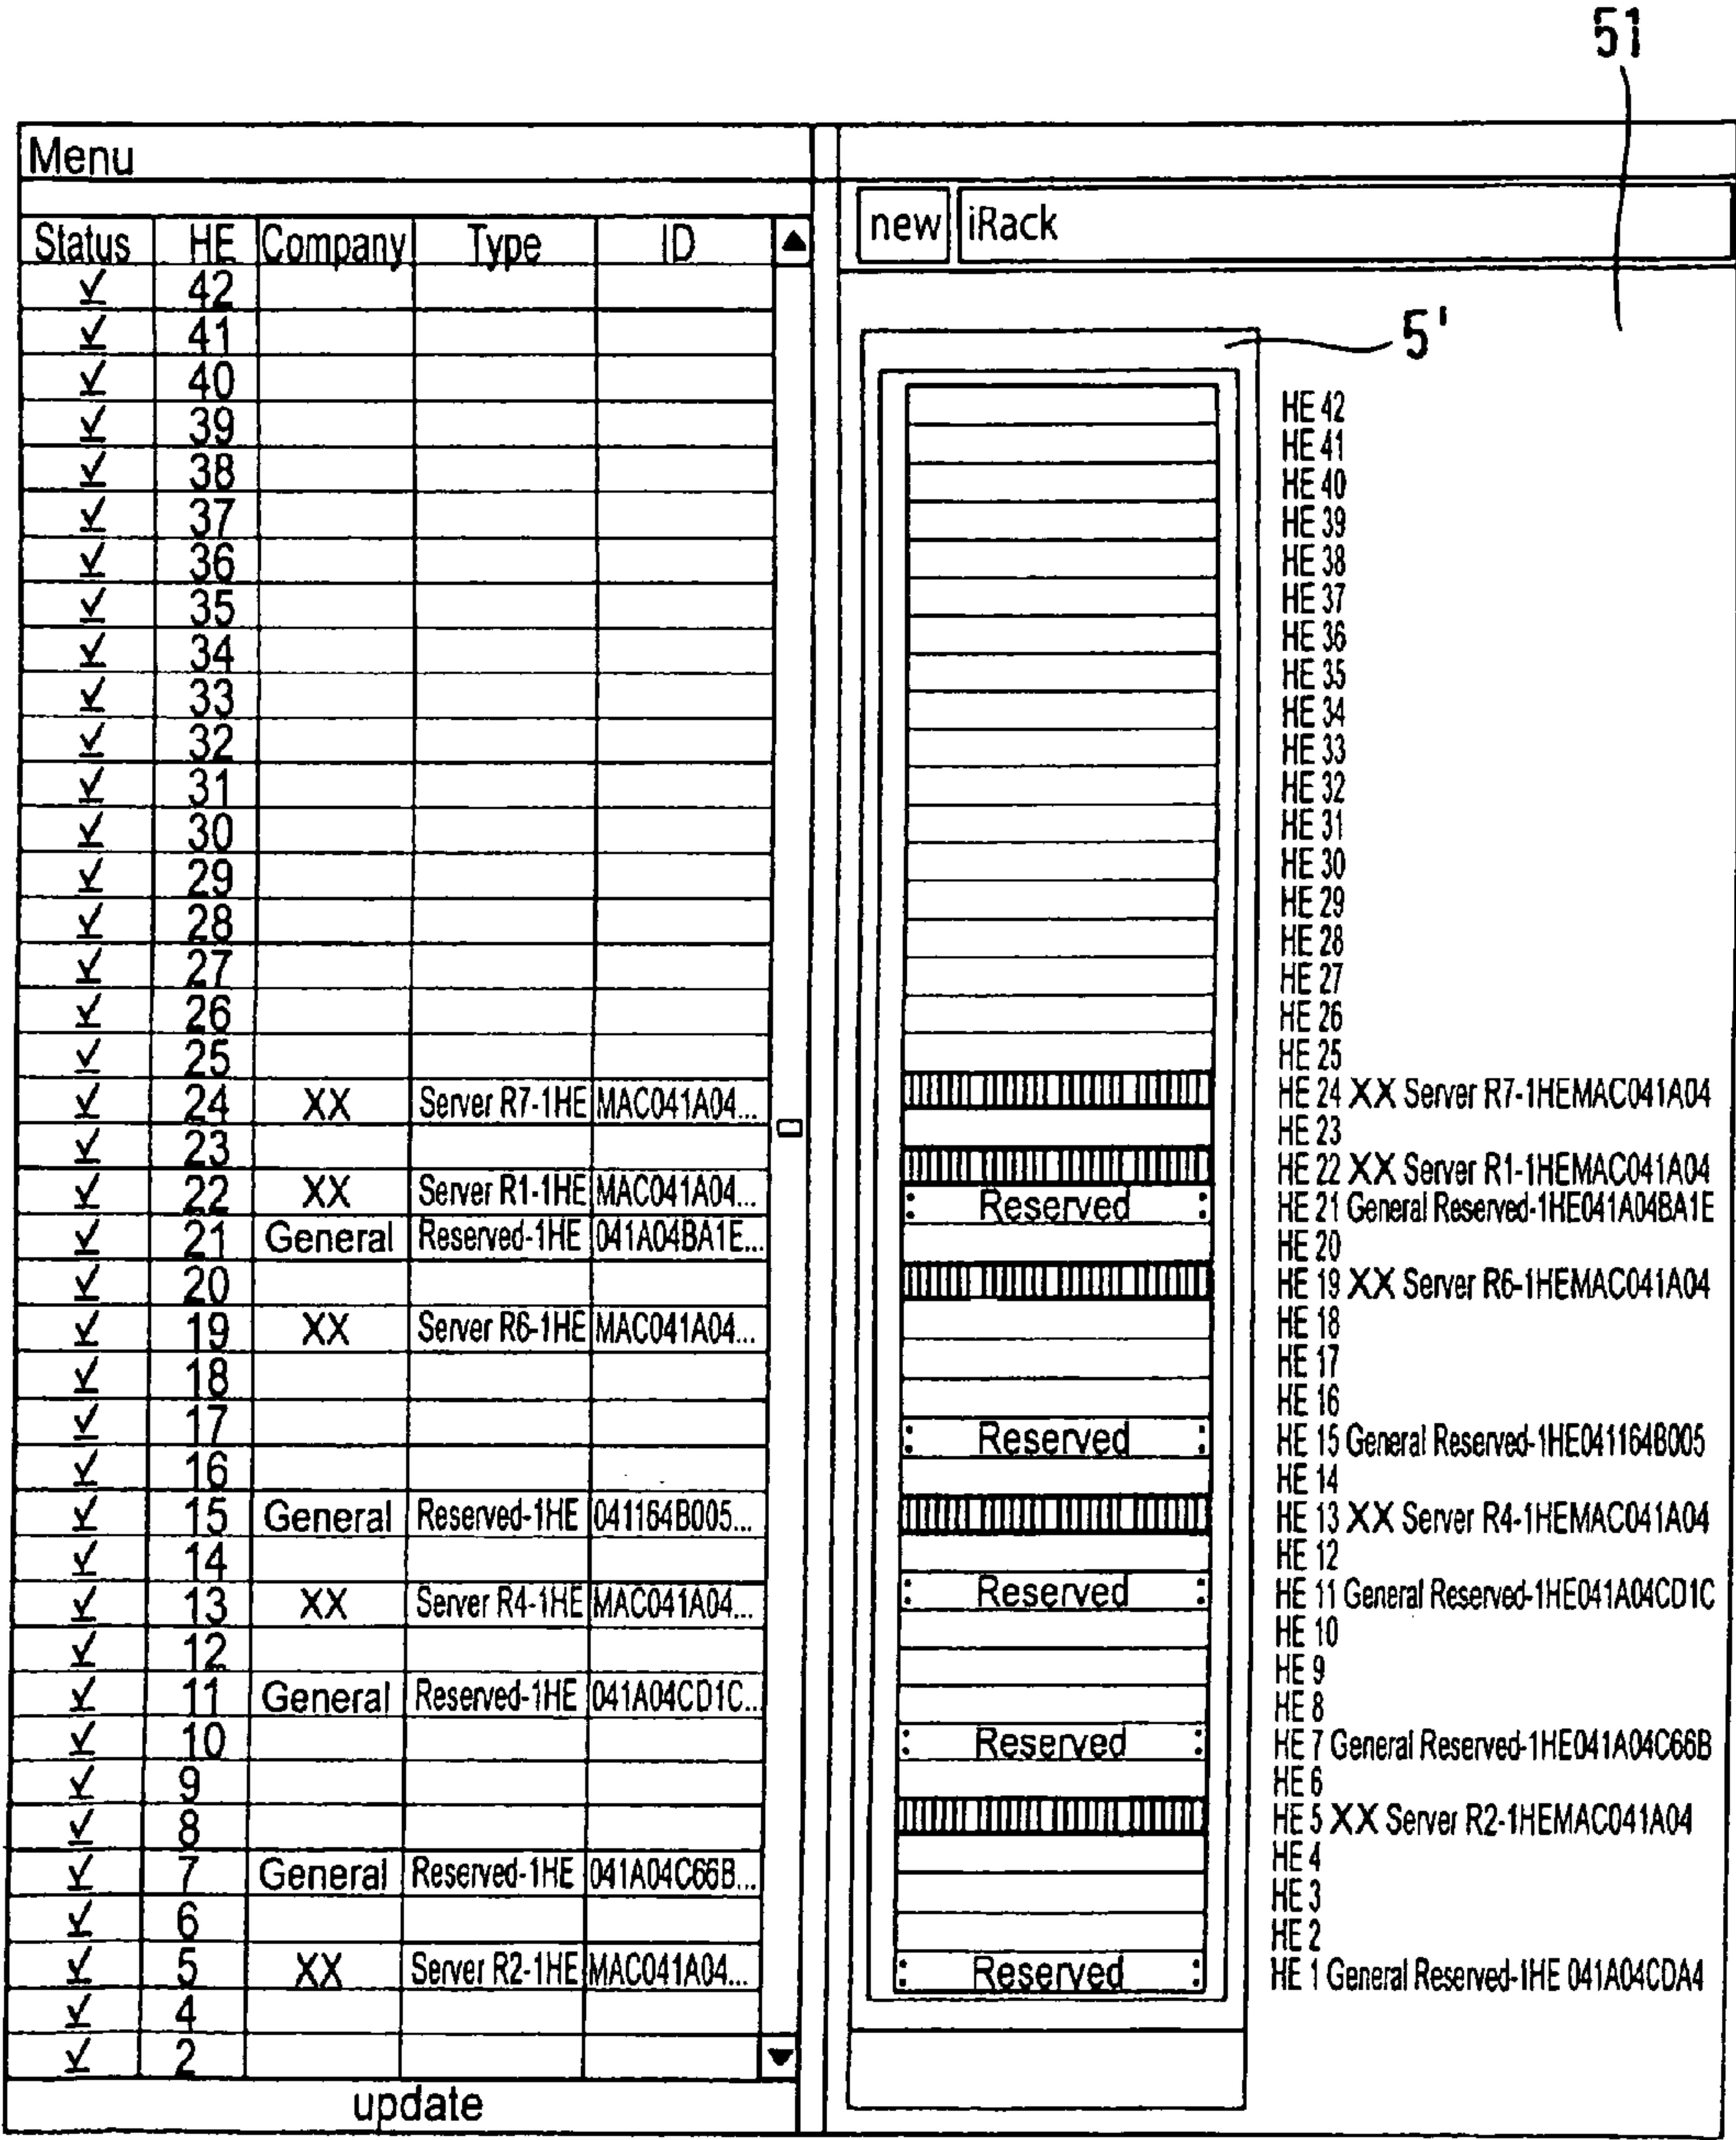 51
Menu
new iRack
Status HE Company Type ID
5'
42
41
40
39
38
37
36
35
34
33
32
31
30
29
28
27
26
25
24 XX Server R7-1HE MAC041A04...
23
22 XX Server R1-1HE MAC041A04...
21 General Reserved-1HE 041A04BA1E...
20
19 XX Server R6-1HE MAC041A04...
18
17
16
15 General Reserved-1HE 041164B005...
14
13 XX Server R4-1HE MAC041A04...
12
11 General Reserved-1HE 041A04CD1C...
10
9
8
7 General Reserved-1HE 041A04C66B...
6
5 XX Server R2-1HE MAC041A04...
4
2
update
HE 42
HE 41
HE 40
HE 39
HE 38
HE 37
HE 36
HE 35
HE 34
HE 33
HE 32
HE 31
HE 30
HE 29
HE 28
HE 27
HE 26
HE 25
HE 24 XX Server R7-1HEMAC041A04
HE 23
HE 22 XX Server R1-1HEMAC041A04
Reserved HE 21 General Reserved-1HE041A04BA1E
HE 20
HE 19 XX Server R6-1HEMAC041A04
HE 18
HE 17
HE 16
Reserved HE 15 General Reserved-1HE041164B005
HE 14
HE 13 XX Server R4-1HEMAC041A04
HE 12
Reserved HE 11 General Reserved-1HE041A04CD1C
HE 10
HE 9
HE 8
Reserved HE 7 General Reserved-1HE041A04C66B
HE 6
HE 5 XX Server R2-1HEMAC041A04
HE 4
HE 3
HE 2
Reserved HE 1 General Reserved-1HE 041A04CDA4